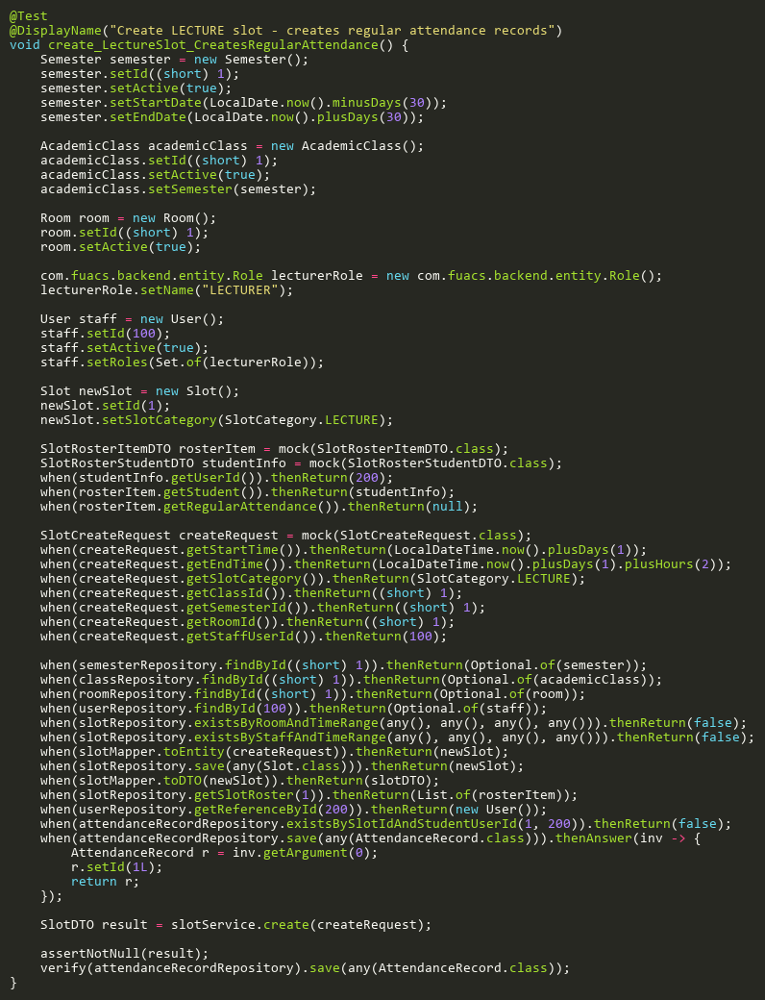 @Test
@DisplayName("Create LECTURE slot - creates regular attendance records")
void create_LectureSlot_CreatesRegularAttendance() {
    Semester semester = new Semester();
    semester.setId((short) 1);
    semester.setActive(true);
    semester.setStartDate(LocalDate.now().minusDays(30));
    semester.setEndDate(LocalDate.now().plusDays(30));

    AcademicClass academicClass = new AcademicClass();
    academicClass.setId((short) 1);
    academicClass.setActive(true);
    academicClass.setSemester(semester);

    Room room = new Room();
    room.setId((short) 1);
    room.setActive(true);

    com.fuacs.backend.entity.Role lecturerRole = new com.fuacs.backend.entity.Role();
    lecturerRole.setName("LECTURER");

    User staff = new User();
    staff.setId(100);
    staff.setActive(true);
    staff.setRoles(Set.of(lecturerRole));

    Slot newSlot = new Slot();
    newSlot.setId(1);
    newSlot.setSlotCategory(SlotCategory.LECTURE);

    SlotRosterItemDTO rosterItem = mock(SlotRosterItemDTO.class);
    SlotRosterStudentDTO studentInfo = mock(SlotRosterStudentDTO.class);
    when(studentInfo.getUserId()).thenReturn(200);
    when(rosterItem.getStudent()).thenReturn(studentInfo);
    when(rosterItem.getRegularAttendance()).thenReturn(null);

    SlotCreateRequest createRequest = mock(SlotCreateRequest.class);
    when(createRequest.getStartTime()).thenReturn(LocalDateTime.now().plusDays(1));
    when(createRequest.getEndTime()).thenReturn(LocalDateTime.now().plusDays(1).plusHours(2));
    when(createRequest.getSlotCategory()).thenReturn(SlotCategory.LECTURE);
    when(createRequest.getClassId()).thenReturn((short) 1);
    when(createRequest.getSemesterId()).thenReturn((short) 1);
    when(createRequest.getRoomId()).thenReturn((short) 1);
    when(createRequest.getStaffUserId()).thenReturn(100);

    when(semesterRepository.findById((short) 1)).thenReturn(Optional.of(semester));
    when(classRepository.findById((short) 1)).thenReturn(Optional.of(academicClass));
    when(roomRepository.findById((short) 1)).thenReturn(Optional.of(room));
    when(userRepository.findById(100)).thenReturn(Optional.of(staff));
    when(slotRepository.existsByRoomAndTimeRange(any(), any(), any(), any())).thenReturn(false);
    when(slotRepository.existsByStaffAndTimeRange(any(), any(), any(), any())).thenReturn(false);
    when(slotMapper.toEntity(createRequest)).thenReturn(newSlot);
    when(slotRepository.save(any(Slot.class))).thenReturn(newSlot);
    when(slotMapper.toDTO(newSlot)).thenReturn(slotDTO);
    when(slotRepository.getSlotRoster(1)).thenReturn(List.of(rosterItem));
    when(userRepository.getReferenceById(200)).thenReturn(new User());
    when(attendanceRecordRepository.existsBySlotIdAndStudentUserId(1, 200)).thenReturn(false);
    when(attendanceRecordRepository.save(any(AttendanceRecord.class))).thenAnswer(inv -> {
        AttendanceRecord r = inv.getArgument(0);
        r.setId(1L);
        return r;
    });

    SlotDTO result = slotService.create(createRequest);

    assertNotNull(result);
    verify(attendanceRecordRepository).save(any(AttendanceRecord.class));
}